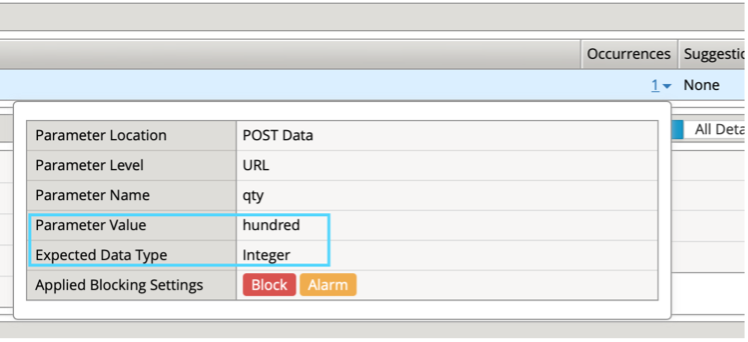 Occurrences Suggestio
1 None
All Deta
Parameter Location POST Data
Parameter Level URL
Parameter Name qty
Parameter Value hundred
Expected Data Type Integer
Applied Blocking Settings Block Alarm